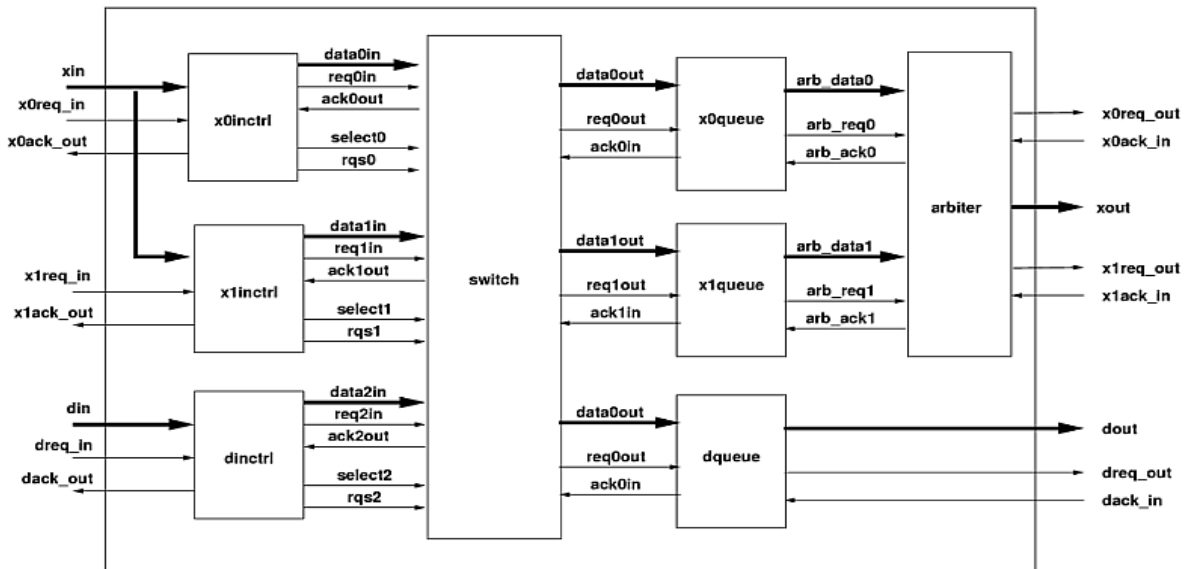 xin
x0req_in
x0ack_out
x0inctrl
data0in
req0in
ack0out
select0
rqs0
x1req_in
x1ack_out
x1inctrl
data1in
req1in
ack1out
select1
rqs1
din
dreq_in
dack_out
dinctrl
data2in
req2in
ack2out
select2
rqs2
switch
data0out
req0out
ack0in
x0queue
arb_data0
arb_req0
arb_ack0
data1out
req1out
ack1in
x1queue
arb_data1
arb_req1
arb_ack1
data0out
req0out
ack0in
dqueue
arbiter
x0req_out
x0ack_in
xout
x1req_out
x1ack_in
dout
dreq_out
dack_in